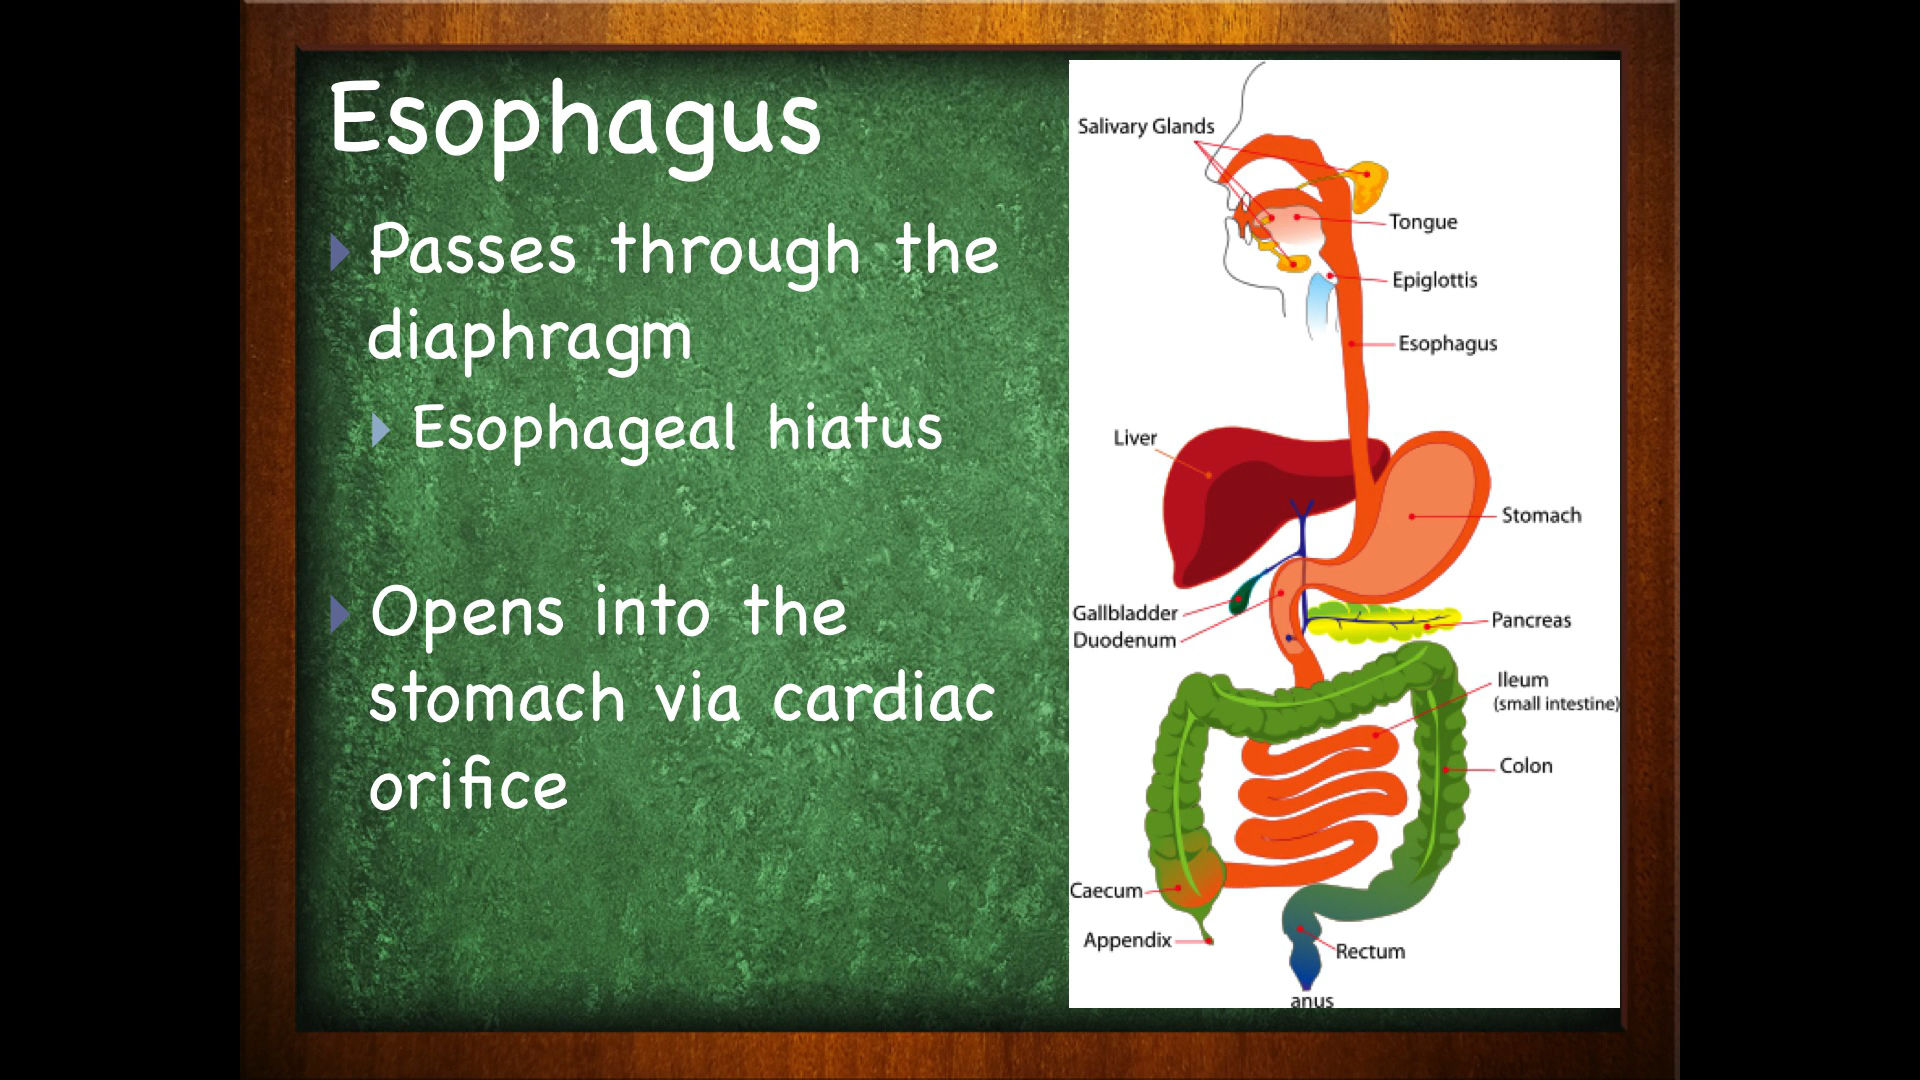 Esophagus
Passes through the
diaphragm
Esophageal hiatus
Opens into the
stomach via cardiac
orifice
Salivary Glands
Tongue
Epiglottis
Esophagus
Liver
Stomach
Gallbladder
Duodenum
Pancreas
Ileum
(small intestine)
Colon
Caecum
Appendix
Rectum
anus